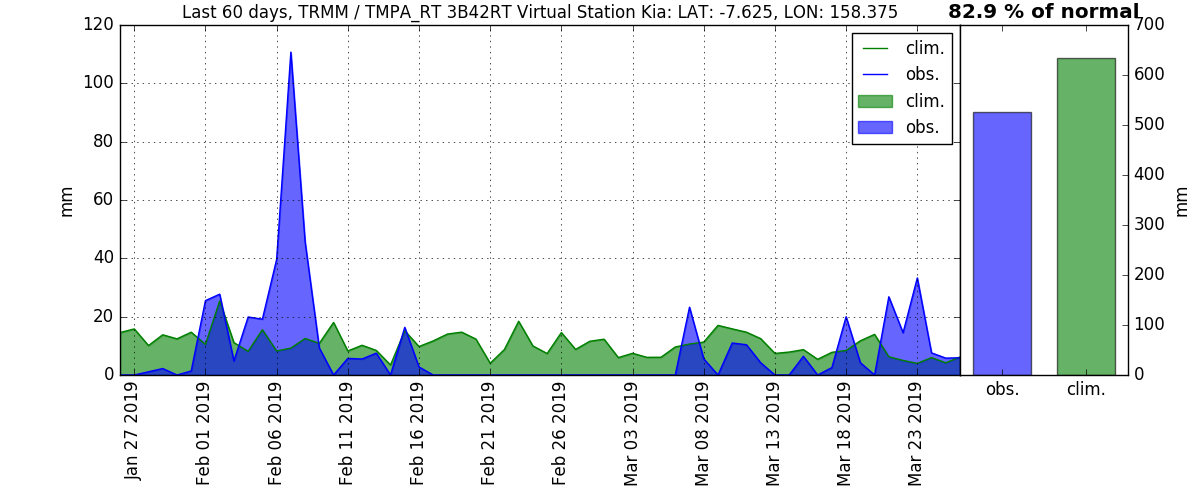 Last 60 days, TRMM / TMPA_RT 3B42RT Virtual Station Kia: LAT: -7.625, LON: 158.375
82.9 % of normal
120
100
80
60
40
20
0
mm
clim.
obs.
clim.
obs.
700
600
500
400
300
200
100
0
mm
Jan 27 2019
Feb 01 2019
Feb 06 2019
Feb 11 2019
Feb 16 2019
Feb 21 2019
Feb 26 2019
Mar 03 2019
Mar 08 2019
Mar 13 2019
Mar 18 2019
Mar 23 2019
obs.
clim.